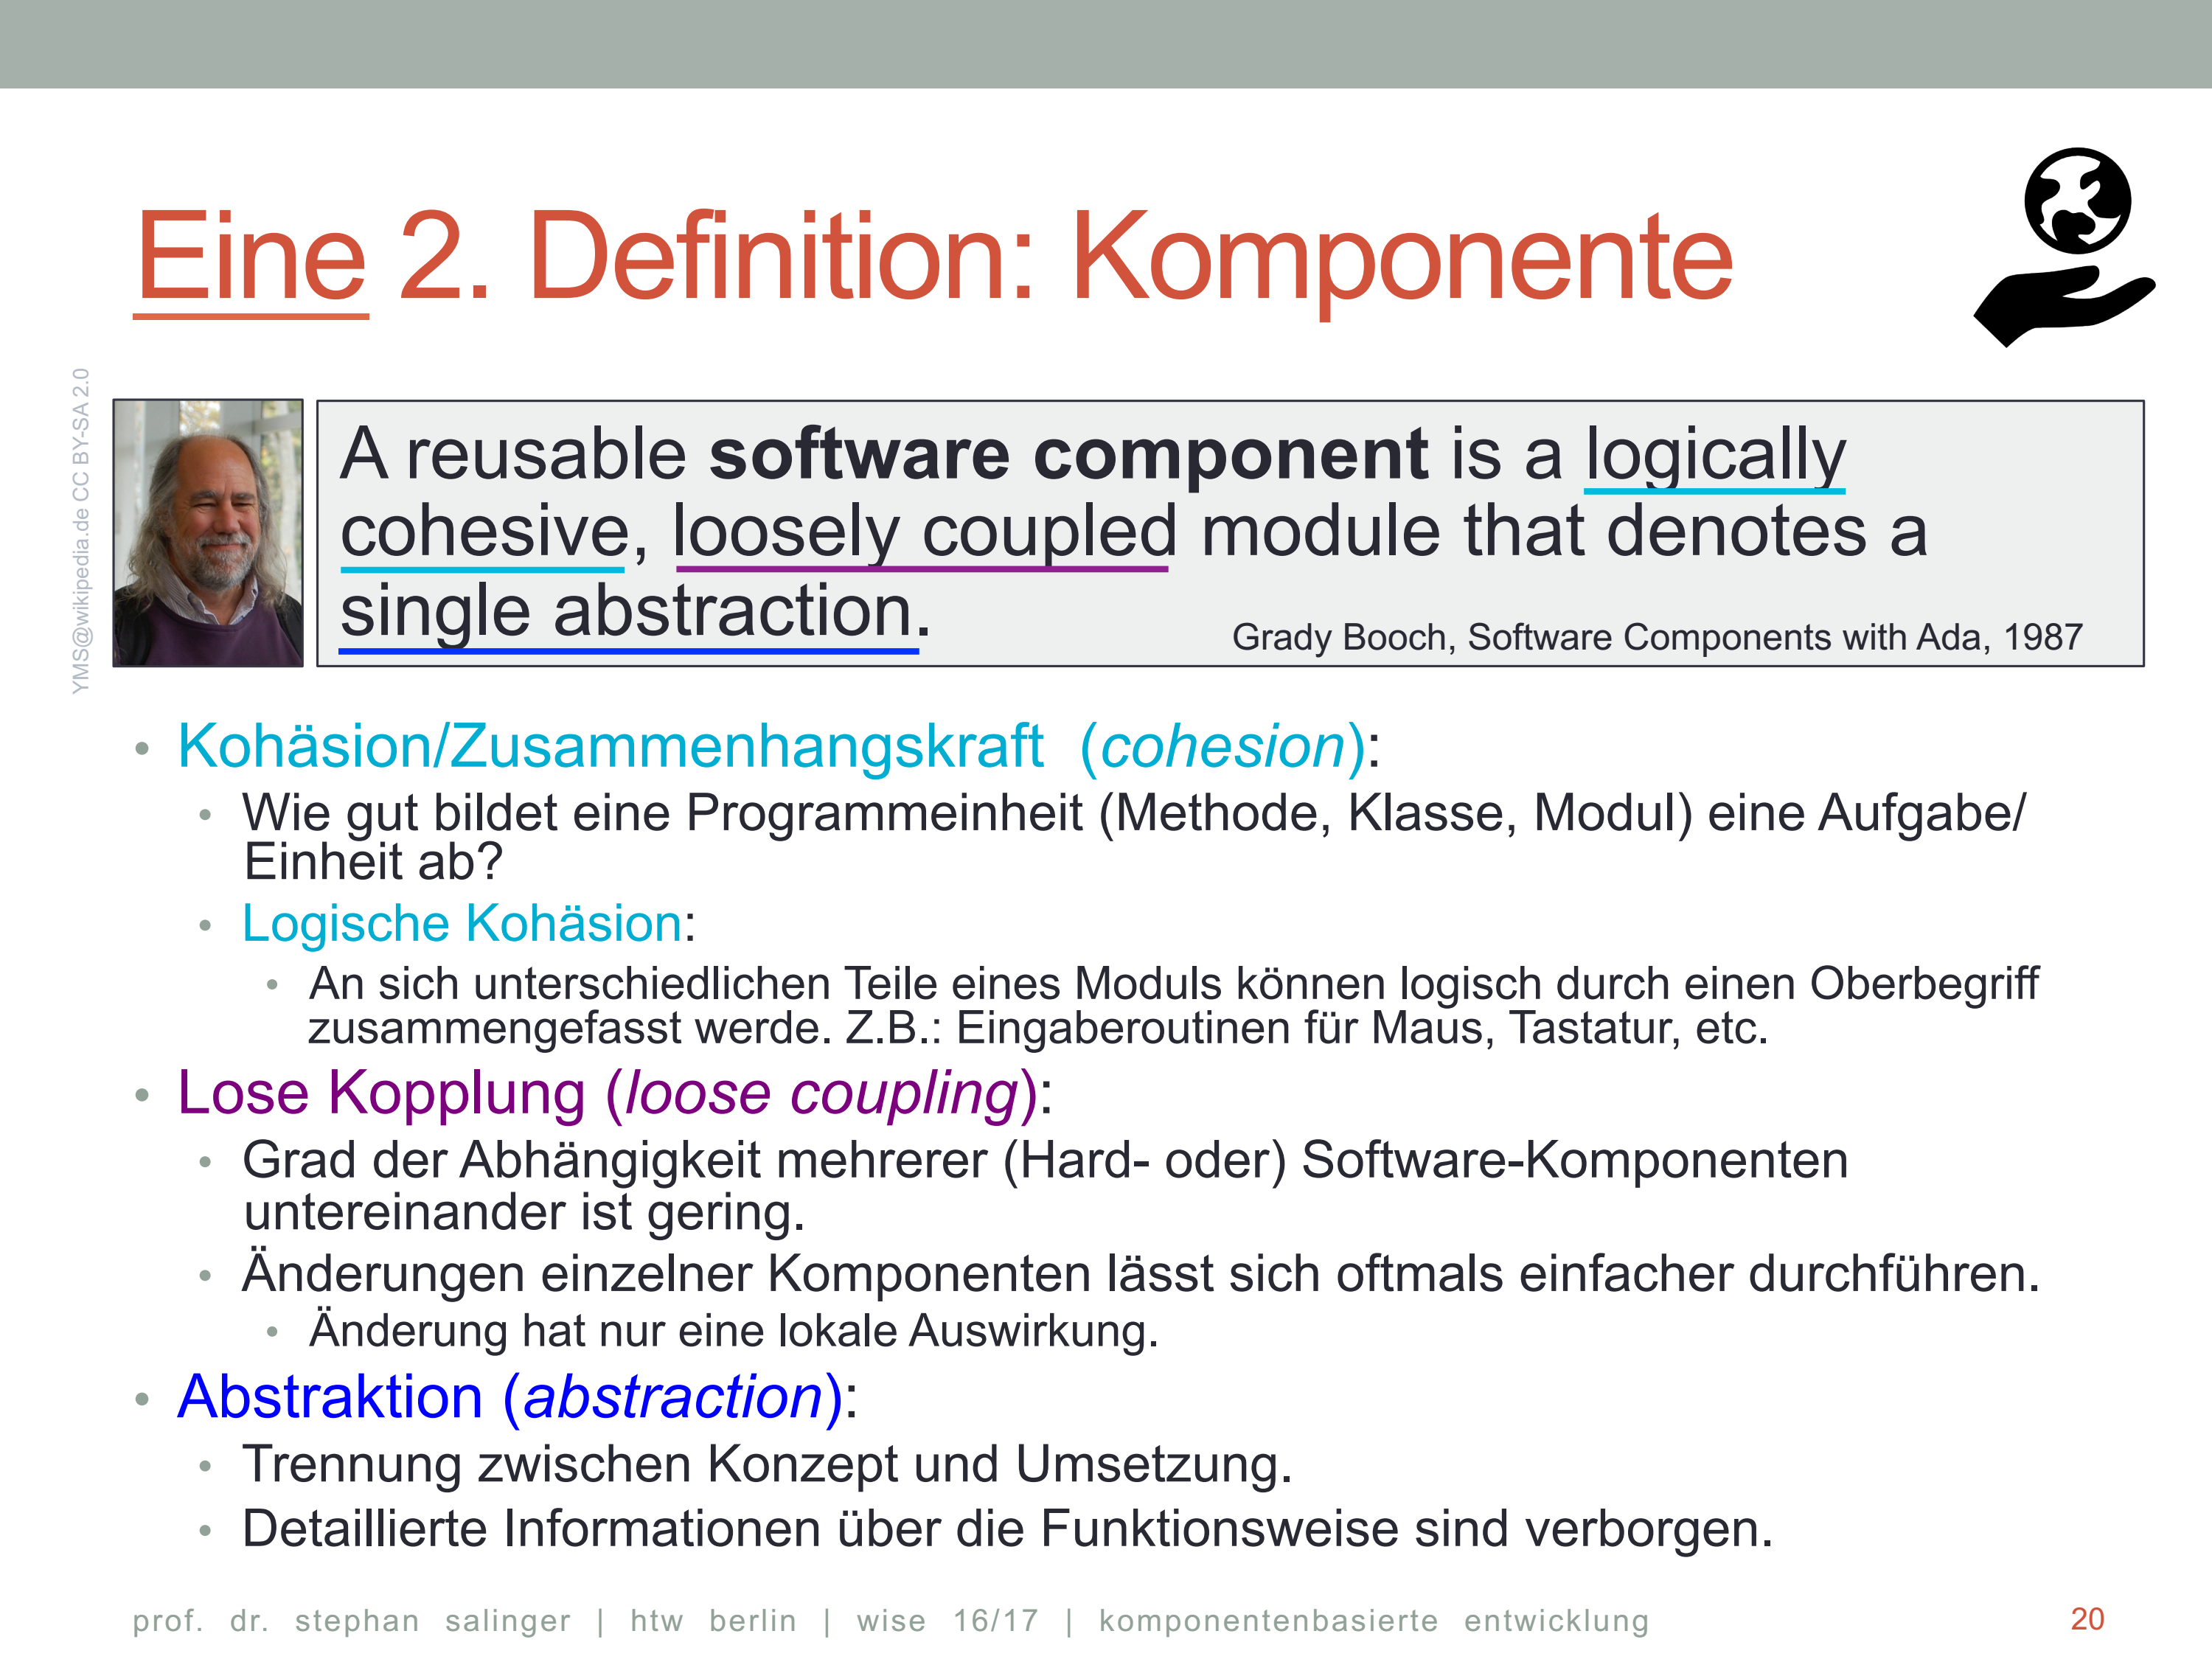 Eine 2. Definition: Komponente
YMS@wikipedia.de CC BY-SA 2.0
A reusable software component is a logically
cohesive, loosely coupled module that denotes a
single abstraction.
Grady Booch, Software Components with Ada, 1987
• Kohäsion/Zusammenhangskraft (cohesion):
• Wie gut bildet eine Programmeinheit (Methode, Klasse, Modul) eine Aufgabe/
Einheit ab?
• Logische Kohäsion:
• An sich unterschiedlichen Teile eines Moduls können logisch durch einen Oberbegriff
zusammengefasst werde. Z.B.: Eingaberoutinen für Maus, Tastatur, etc.
• Lose Kopplung (loose coupling):
• Grad der Abhängigkeit mehrerer (Hard- oder) Software-Komponenten
untereinander ist gering.
• Änderungen einzelner Komponenten lässt sich oftmals einfacher durchführen.
• Änderung hat nur eine lokale Auswirkung.
• Abstraktion (abstraction):
• Trennung zwischen Konzept und Umsetzung.
• Detaillierte Informationen über die Funktionsweise sind verborgen.
prof. dr. stephan salinger | htw berlin | wise 16/17 | komponentenbasierte entwicklung
20